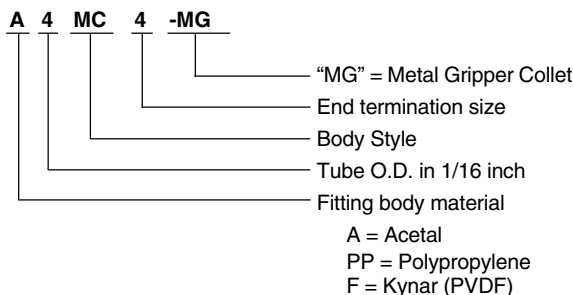 A 4 MC 4 -MG
“MG” = Metal Gripper Collet
End termination size
Body Style
Tube O.D. in 1/16 inch
Fitting body material
A = Acetal
PP = Polypropylene
F = Kynar (PVDF)